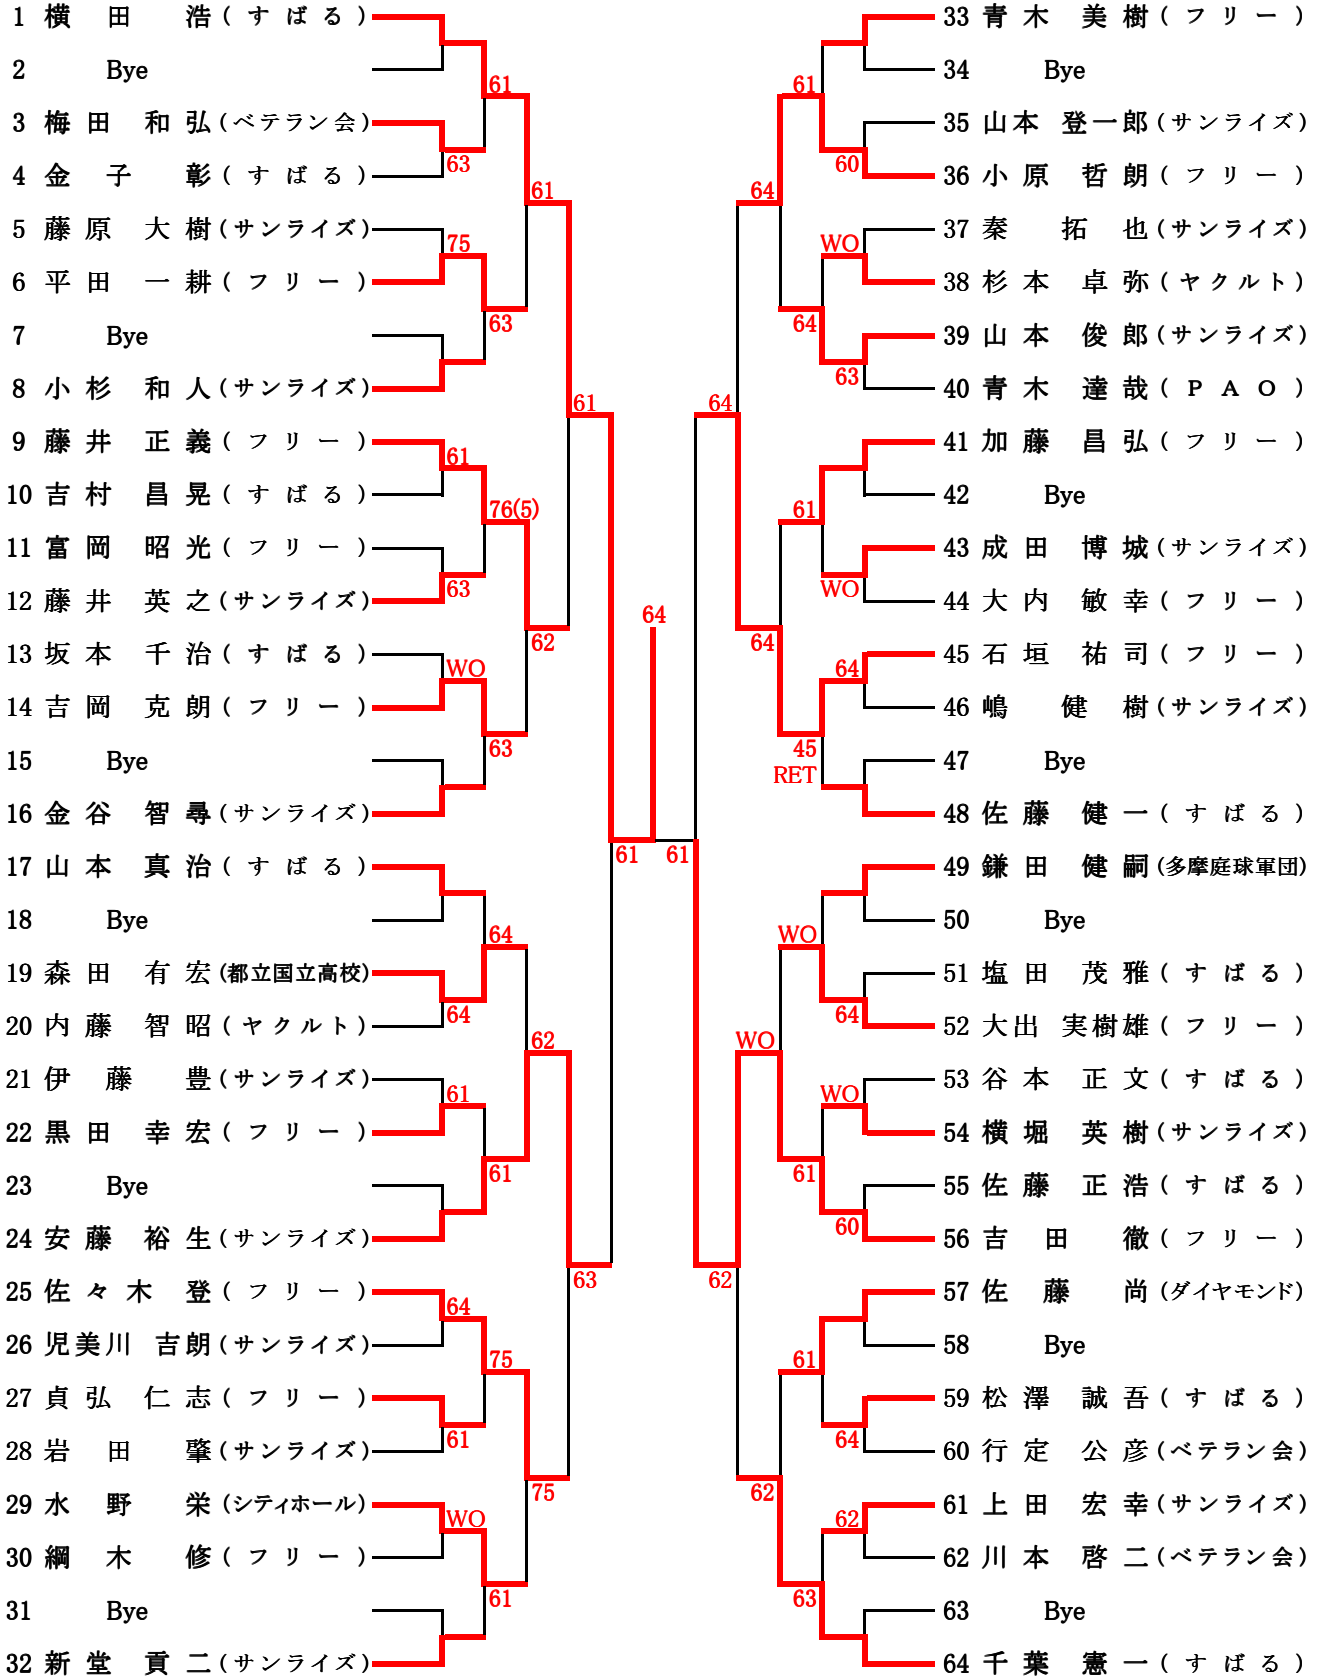 1 横田 浩 (すばる)
2 Bye
61
3 梅田 和弘 (ベテラン会)
63
4 金子 彰 (すばる)
61
5 藤原 大樹 (サンライズ)
75
6 平田 一耕 (フリー)
63
7 Bye
8 小杉 和人 (サンライズ)
61
9 藤井 正義 (フリー)
61
10 吉村 昌晃 (すばる)
76(5)
11 富岡 昭光 (フリー)
63
12 藤井 英之 (サンライズ)
62
13 坂本 千治 (すばる)
WO
14 吉岡 克朗 (フリー)
63
15 Bye
16 金谷 智尋 (サンライズ)
61
17 山本 真治 (すばる)
18 Bye
64
19 森田 有宏 (都立国立高校)
64
20 内藤 智昭 (ヤクルト)
62
21 伊藤 豊 (サンライズ)
61
22 黒田 幸宏 (フリー)
61
23 Bye
24 安藤 裕生 (サンライズ)
63
25 佐々木 登 (フリー)
64
26 児美川 吉朗 (サンライズ)
75
27 貞弘 仁志 (フリー)
61
28 岩田 肇 (サンライズ)
75
29 水野 栄 (シティホール)
WO
30 綱木 修 (フリー)
61
31 Bye
32 新堂 貢二 (サンライズ)
64
33 青木 美樹 (フリー)
34 Bye
61
35 山本 登一郎 (サンライズ)
60
36 小原 哲朗 (フリー)
64
37 秦 拓也 (サンライズ)
WO
38 杉本 卓弥 (ヤクルト)
64
39 山本 俊郎 (サンライズ)
63
40 青木 達哉 (PAO)
64
41 加藤 昌弘 (フリー)
42 Bye
61
43 成田 博城 (サンライズ)
WO
44 大内 敏幸 (フリー)
64
45 石垣 祐司 (フリー)
64
46 嶋 健樹 (サンライズ)
45
RET
47 Bye
48 佐藤 健一 (すばる)
61
49 鎌田 健嗣 (多摩庭球軍団)
50 Bye
WO
51 塩田 茂雅 (すばる)
64
52 大出 実樹雄 (フリー)
WO
53 谷本 正文 (すばる)
WO
54 横堀 英樹 (サンライズ)
61
55 佐藤 正浩 (すばる)
60
56 吉田 徹 (フリー)
62
57 佐藤 尚 (ダイヤモンド)
58 Bye
61
59 松澤 誠吾 (すばる)
64
60 行定 公彦 (ベテラン会)
62
61 上田 宏幸 (サンライズ)
62
62 川本 啓二 (ベテラン会)
63
63 Bye
64 千葉 憲一 (すばる)